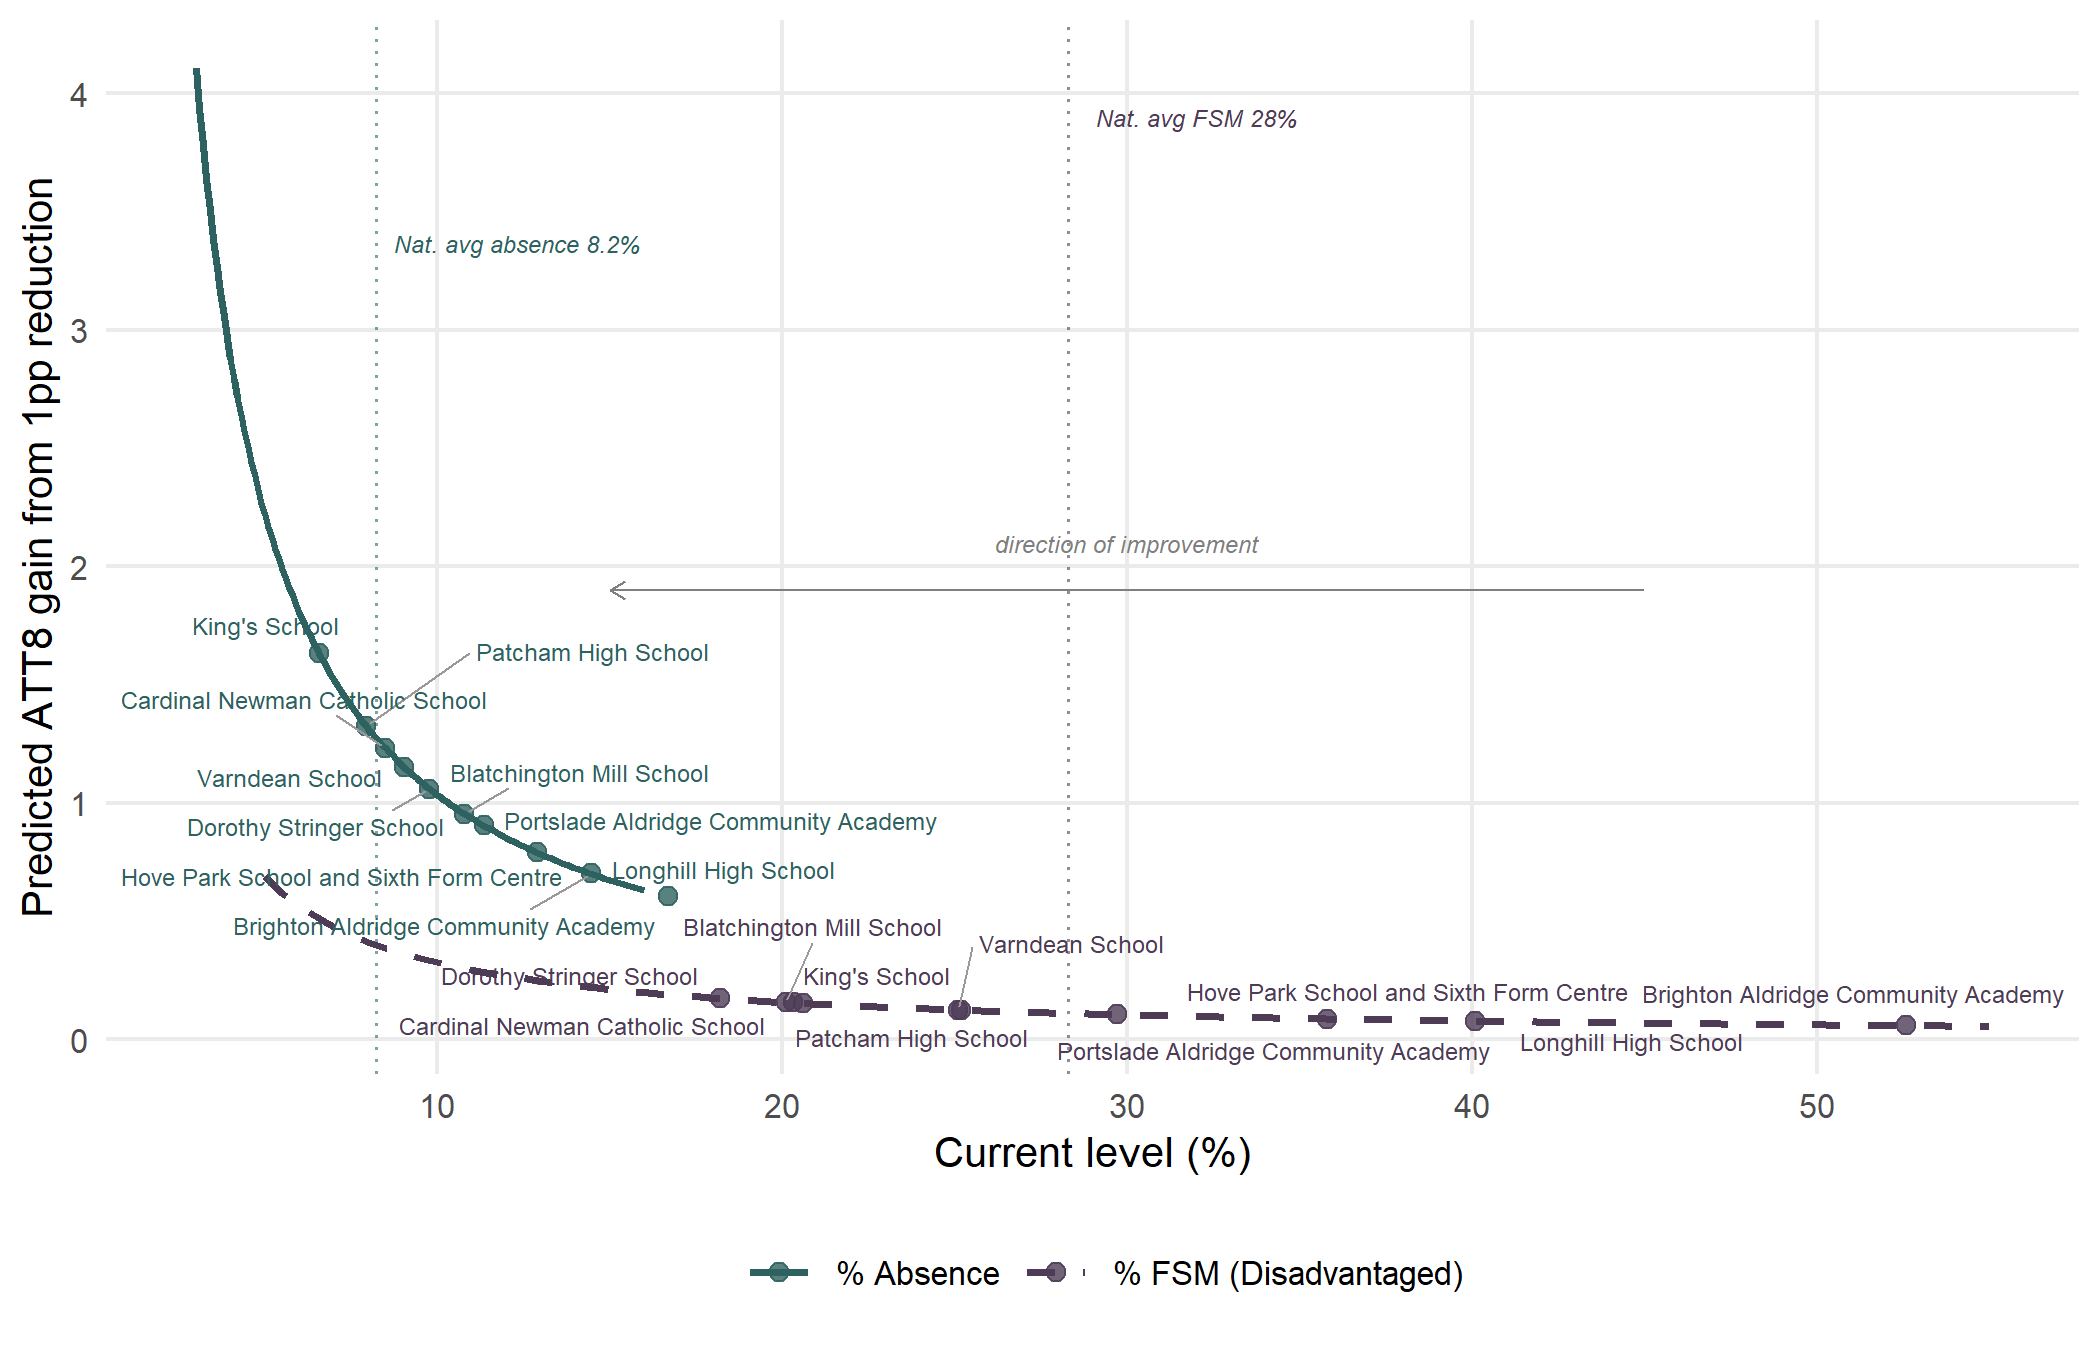 4
3
2
1
0
Predicted ATT8 gain from 1pp reduction
Nat. avg FSM 28%
Nat. avg absence 8.2%
direction of improvement
King's School
Patcham High School
Cardinal Newman Catholic School
Blatchington Mill School
Varndean School
Portslade Aldridge Community Academy
Dorothy Stringer School
Longhill High School
Hove Park School and Sixth Form Centre
Brighton Aldridge Community Academy
Blatchington Mill School
Varndean School
Dorothy Stringer School
King's School
Hove Park School and Sixth Form Centre
Brighton Aldridge Community Academy
Cardinal Newman Catholic School
Patcham High School
Portslade Aldridge Community Academy
Longhill High School
10
20
30
40
50
Current level (%)
% Absence
% FSM (Disadvantaged)